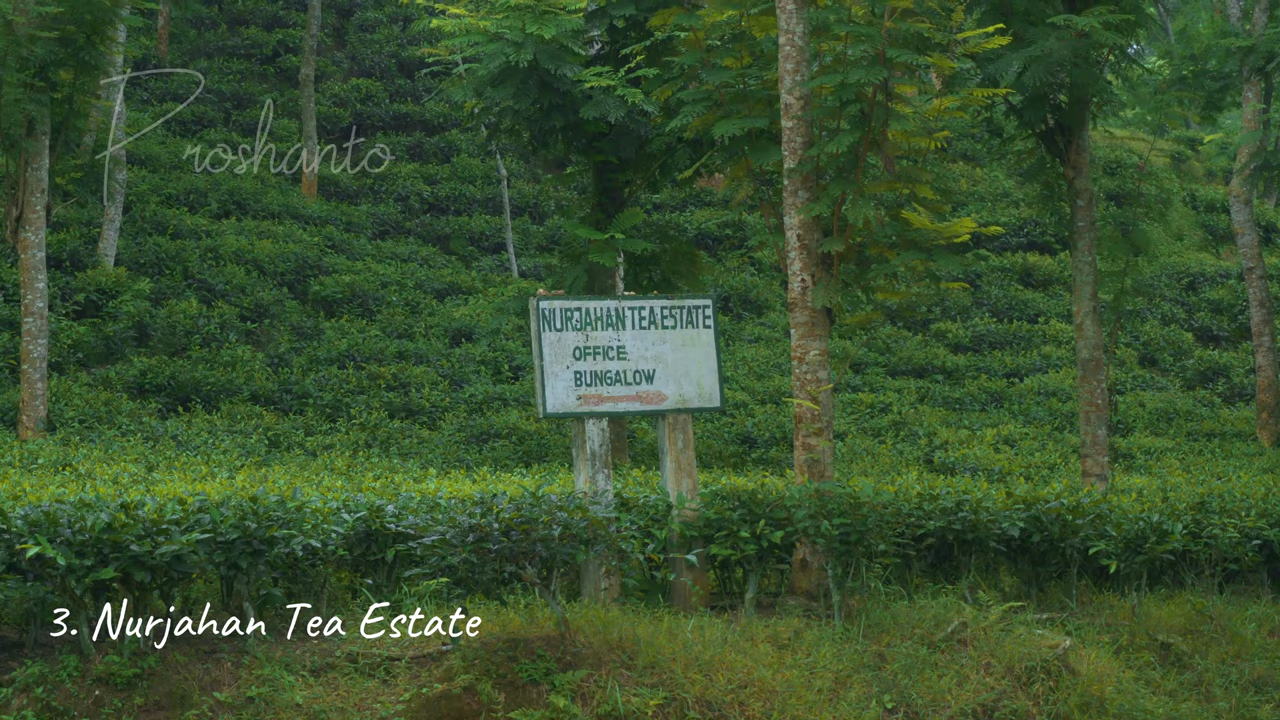 Proshanto
NURJAHAN TEA ESTATE
OFFICE
BUNGALOW
3. Nurjahan Tea Estate